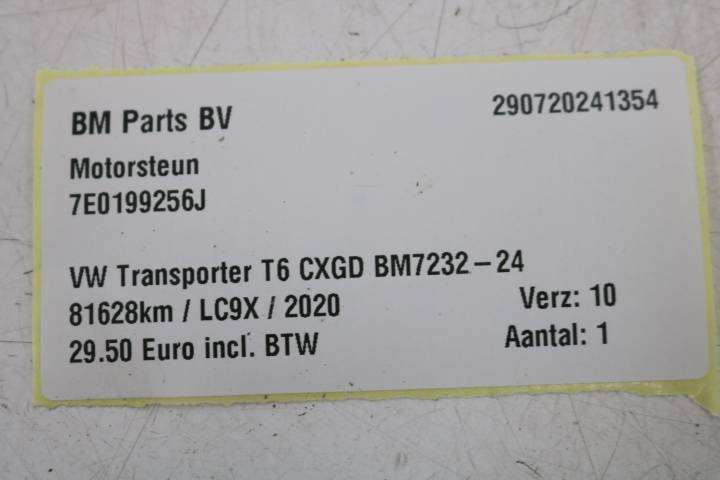 BM Parts BV 290720241354
Motorsteun
7E0199256J
VW Transporter T6 CXGD BM7232-24
81628km / LC9X / 2020 Verz: 10
29.50 Euro incl. BTW Aantal: 1